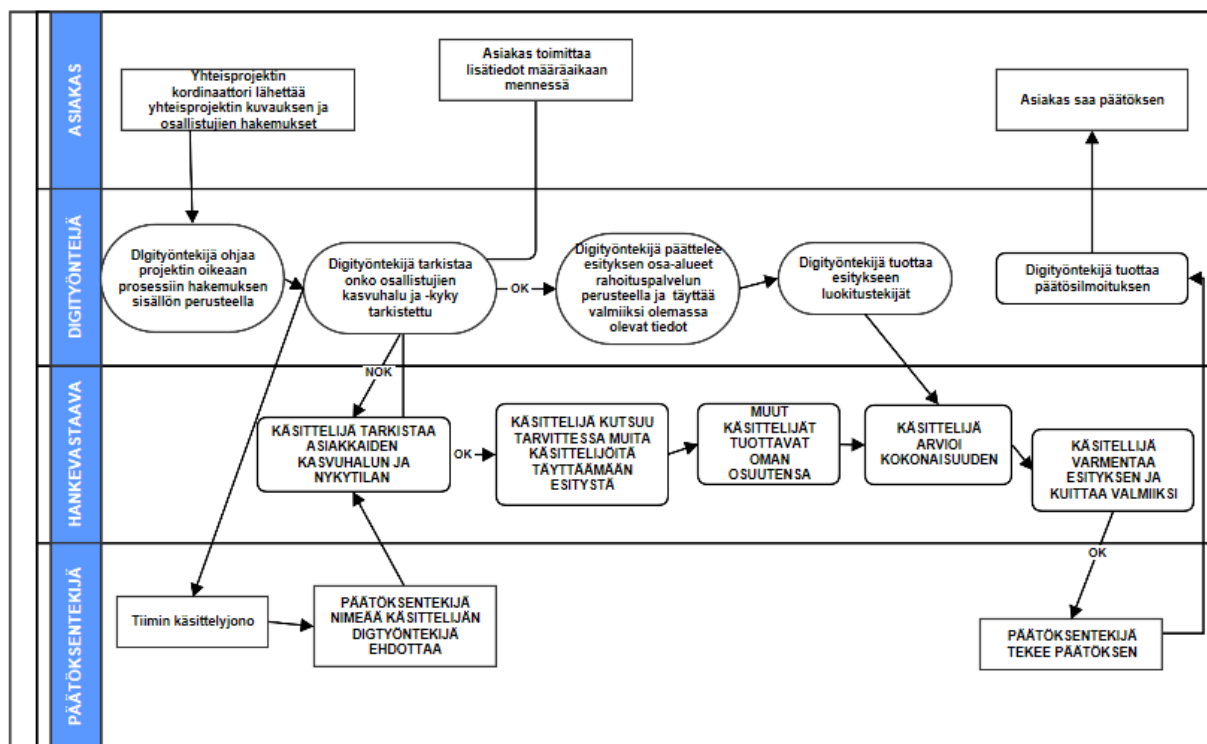 ASIAKAS
Yhteisprojektin
kordinaattori lähettää
yhteisprojektin kuvauksen ja
osallistujien hakemukset
Asiakas toimittaa
lisätiedot määräaikaan
mennessä
Asiakas saa päätöksen
DIGITYÖNTEIJÄ
DIgityöntekijä ohjaa
projektin oikeaan
prosessiin hakemuksen
sisällön perusteella
Digityöntekijä tarkistaa
onko osallistujien
kasvuhalu ja -kyky
tarkistettu
OK
Digityöntekijä päättelee
esityksen osa-alueet
rahoituspalvelun
perusteella ja täyttää
valmiiksi olemassa
olevat tiedot
Digityöntekijä tuottaa
esitykseen
luokitustekijät
Digityöntekijä tuottaa
päätösilmoituksen
HANKEVASTAAVA
NOK
KÄSITTELIJÄ TARKISTAA
ASIAKKAIDEN
KASVUHALUN JA
NYKYTILAN
OK
KÄSITTELIJÄ KUTSUU
TARVITTESSA MUITA
KÄSITTELIJÖITÄ
TÄYTTÄÄMÄÄN
ESITYSTÄ
MUUT
KÄSITTELIJÄT
TUOTTAVAT
OMAN
OSUUTENSA
KÄSITTELIJÄ
ARVIOI
KOKONAISUUDEN
KÄSITELLIJÄ
VARMENTAA
ESITYKSEN JA
KUITTAA VALMIIKSI
OK
PÄÄTÖKSENTEKIJÄ
Tiimin käsittelyjono
PÄÄTÖKSENTEKIJÄ
NIMEÄÄ KÄSITTELIJÄN
DIGTYÖNTEKIJÄ
EHDOTTAA
PÄÄTÖKSENTEKIJÄ
TEKEE PÄÄTÖKSEN